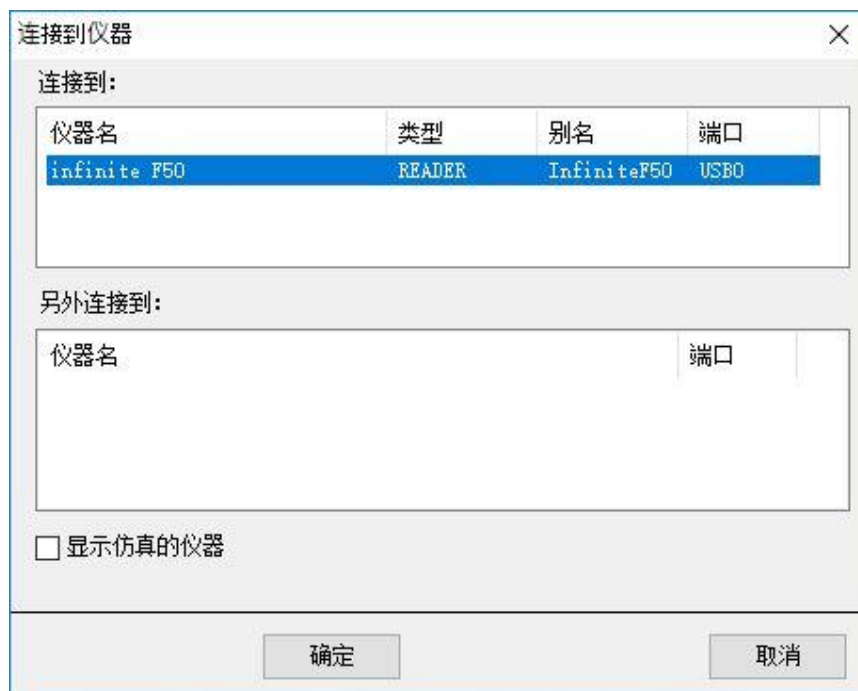 连接到仪器
连接到:
仪器名 类型 别名 端口
infinite F50 READER InfiniteF50 USB0
另外连接到:
仪器名 端口
显示仿真的仪器
确定 取消